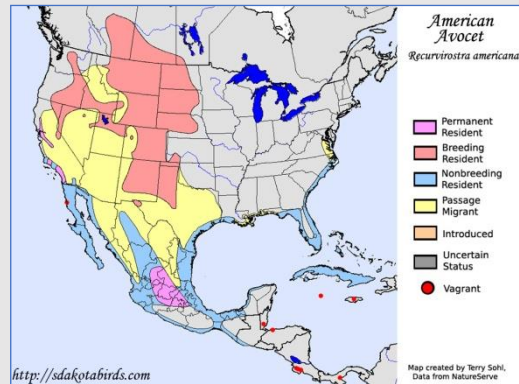 American
Avocet
Recurvirostra americana
Permanent
Resident
Breeding
Resident
Nonbreeding
Resident
Passage
Migrant
Introduced
Uncertain
Status
Vagrant
http://sdakotabirds.com
Map created by Terry Sohl,
Data from NatureServe